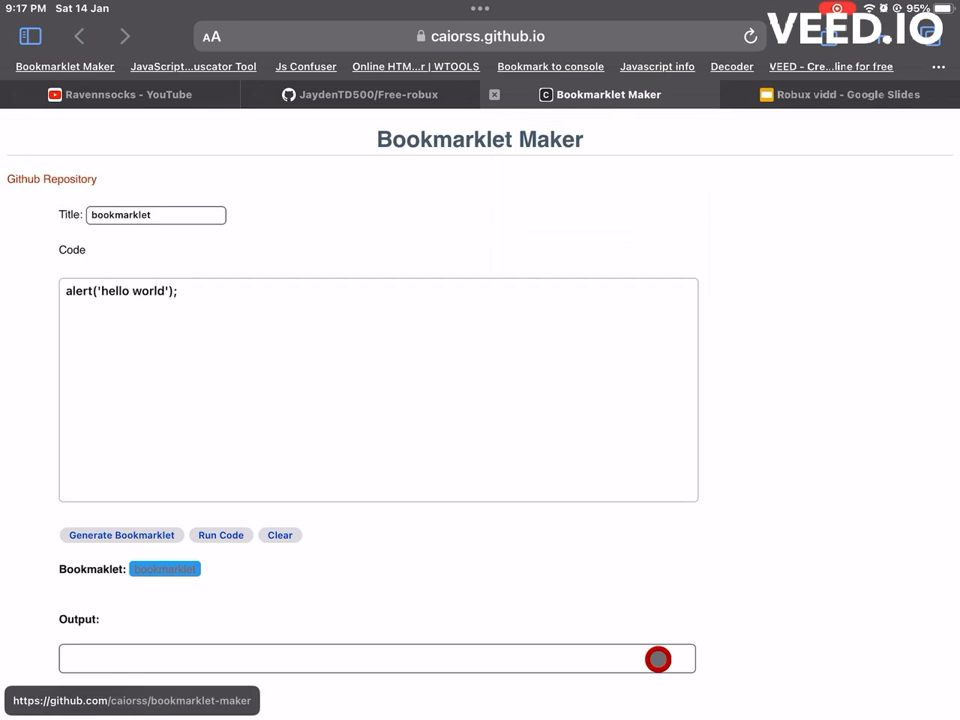 9:17 PM Sat 14 Jan
95%
AA
caiorss.github.io
VEED.IO
Bookmarklet Maker
JavaScript...uscator Tool
Js Confuser
Online HTM...r | WTOOLS
Bookmark to console
Javascript info
Decoder
VEED - Cre...line for free
Ravennsocks - YouTube
JaydenTD500/Free-robux
C Bookmarklet Maker
Robux vidd - Google Slides
Bookmarklet Maker
Github Repository
Title: bookmarklet
Code
alert('hello world');
Generate Bookmarklet
Run Code
Clear
Bookmaklet: bookmarklet
Output:
https://github.com/caiorss/bookmarklet-maker